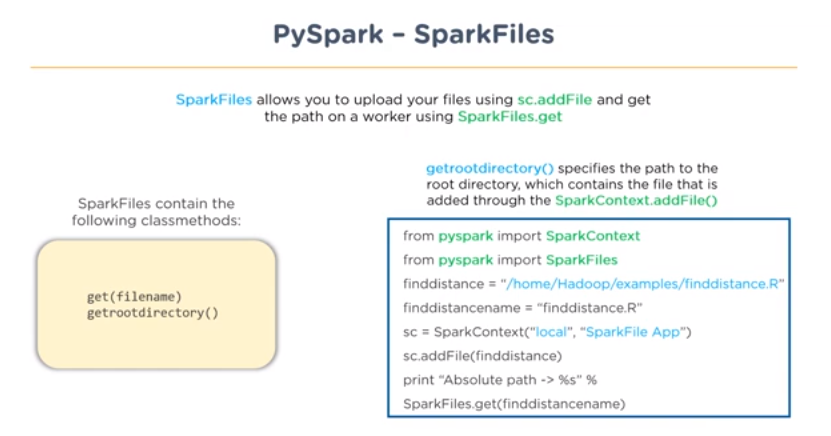 PySpark – SparkFiles
SparkFiles allows you to upload your files using sc.addFile and get
the path on a worker using SparkFiles.get
SparkFiles contain the
following classmethods:
get(filename)
getrootdirectory()
getrootdirectory() specifies the path to the
root directory, which contains the file that is
added through the SparkContext.addFile()
from pyspark import SparkContext
from pyspark import SparkFiles
finddistance = “/home/Hadoop/examples/finddistance.R”
finddistancename = “finddistance.R”
sc = SparkContext(“local”, “SparkFile App”)
sc.addFile(finddistance)
print “Absolute path -> %s” %
SparkFiles.get(finddistancename)